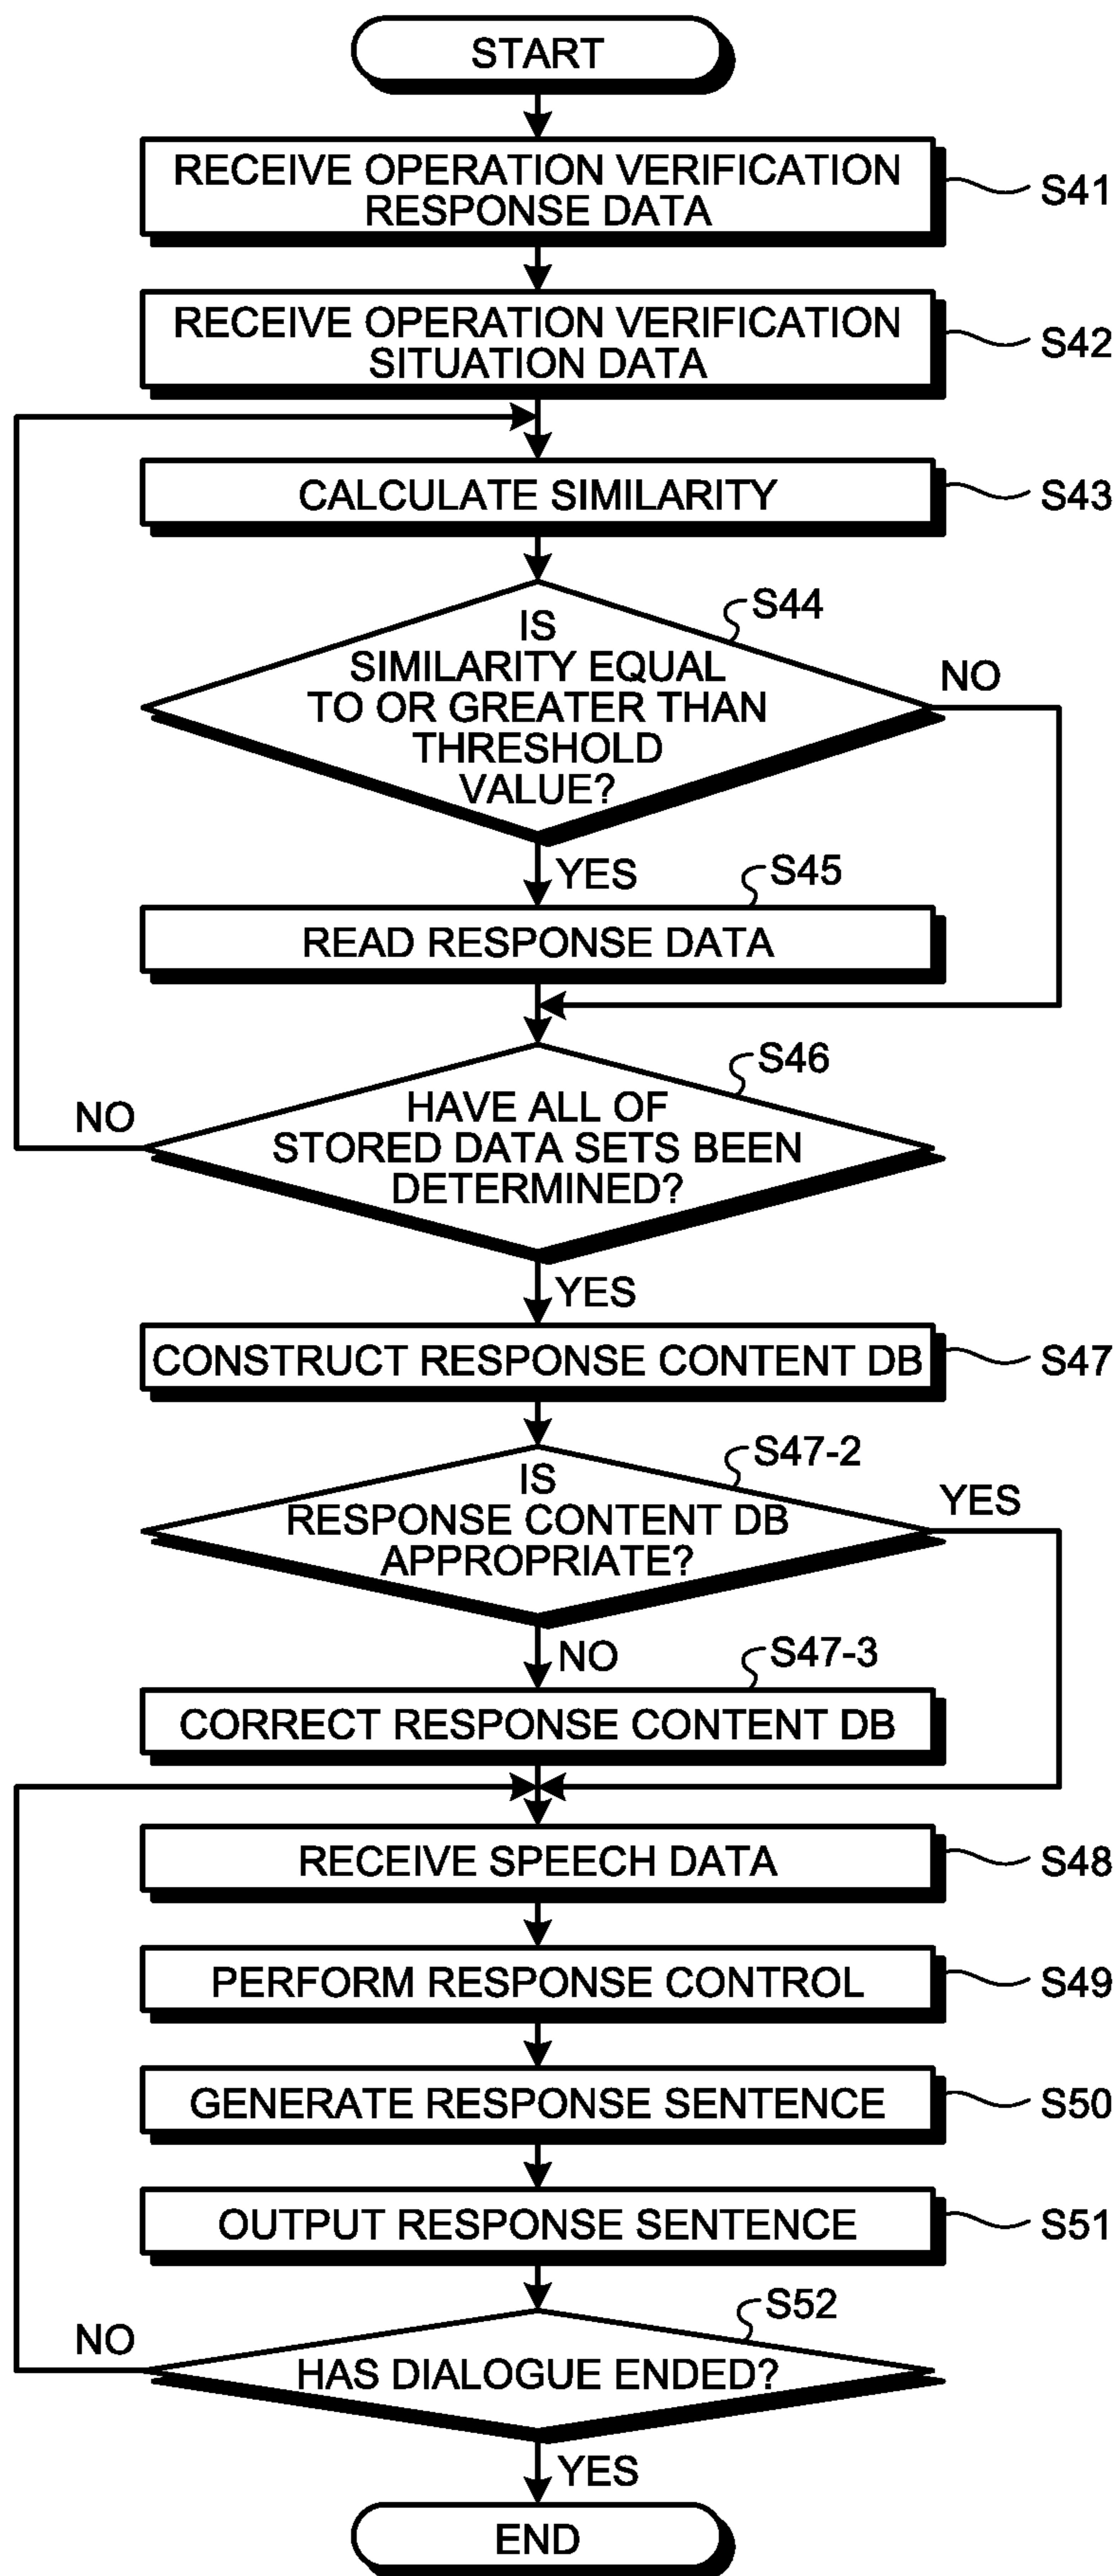 START
RECEIVE OPERATION VERIFICATION
RESPONSE DATA
S41
RECEIVE OPERATION VERIFICATION
SITUATION DATA
S42
CALCULATE SIMILARITY
S43
S44
IS
SIMILARITY EQUAL
TO OR GREATER THAN
THRESHOLD
VALUE?
NO
YES
S45
READ RESPONSE DATA
S46
HAVE ALL OF
STORED DATA SETS BEEN
DETERMINED?
NO
YES
CONSTRUCT RESPONSE CONTENT DB
S47
S47-2
IS
RESPONSE CONTENT DB
APPROPRIATE?
YES
NO
S47-3
CORRECT RESPONSE CONTENT DB
RECEIVE SPEECH DATA
S48
PERFORM RESPONSE CONTROL
S49
GENERATE RESPONSE SENTENCE
S50
OUTPUT RESPONSE SENTENCE
S51
S52
NO
HAS DIALOGUE ENDED?
YES
END